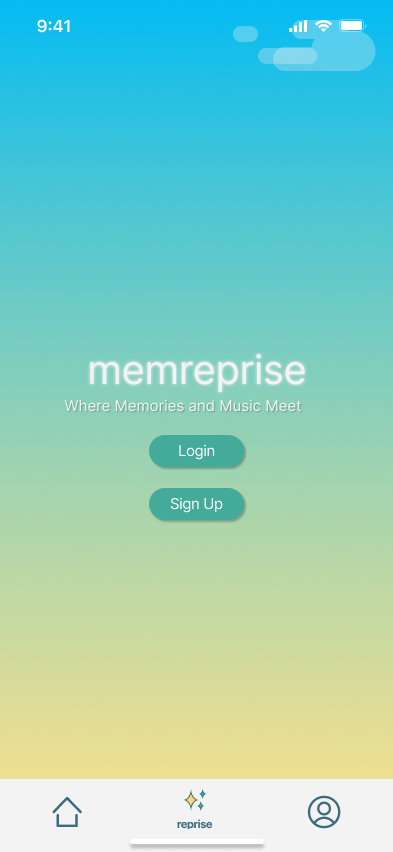 9:41
memreprise
Where Memories and Music Meet
Login
Sign Up
reprise